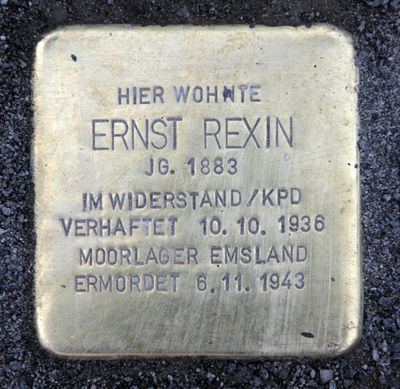 HIER WOHNTE
ERNST REXIN
JG. 1883
IM WIDERSTAND/KPD
VERHAFTET 10.10.1936
MOORLAGER EMSLAND
ERMORDET 6.11.1943